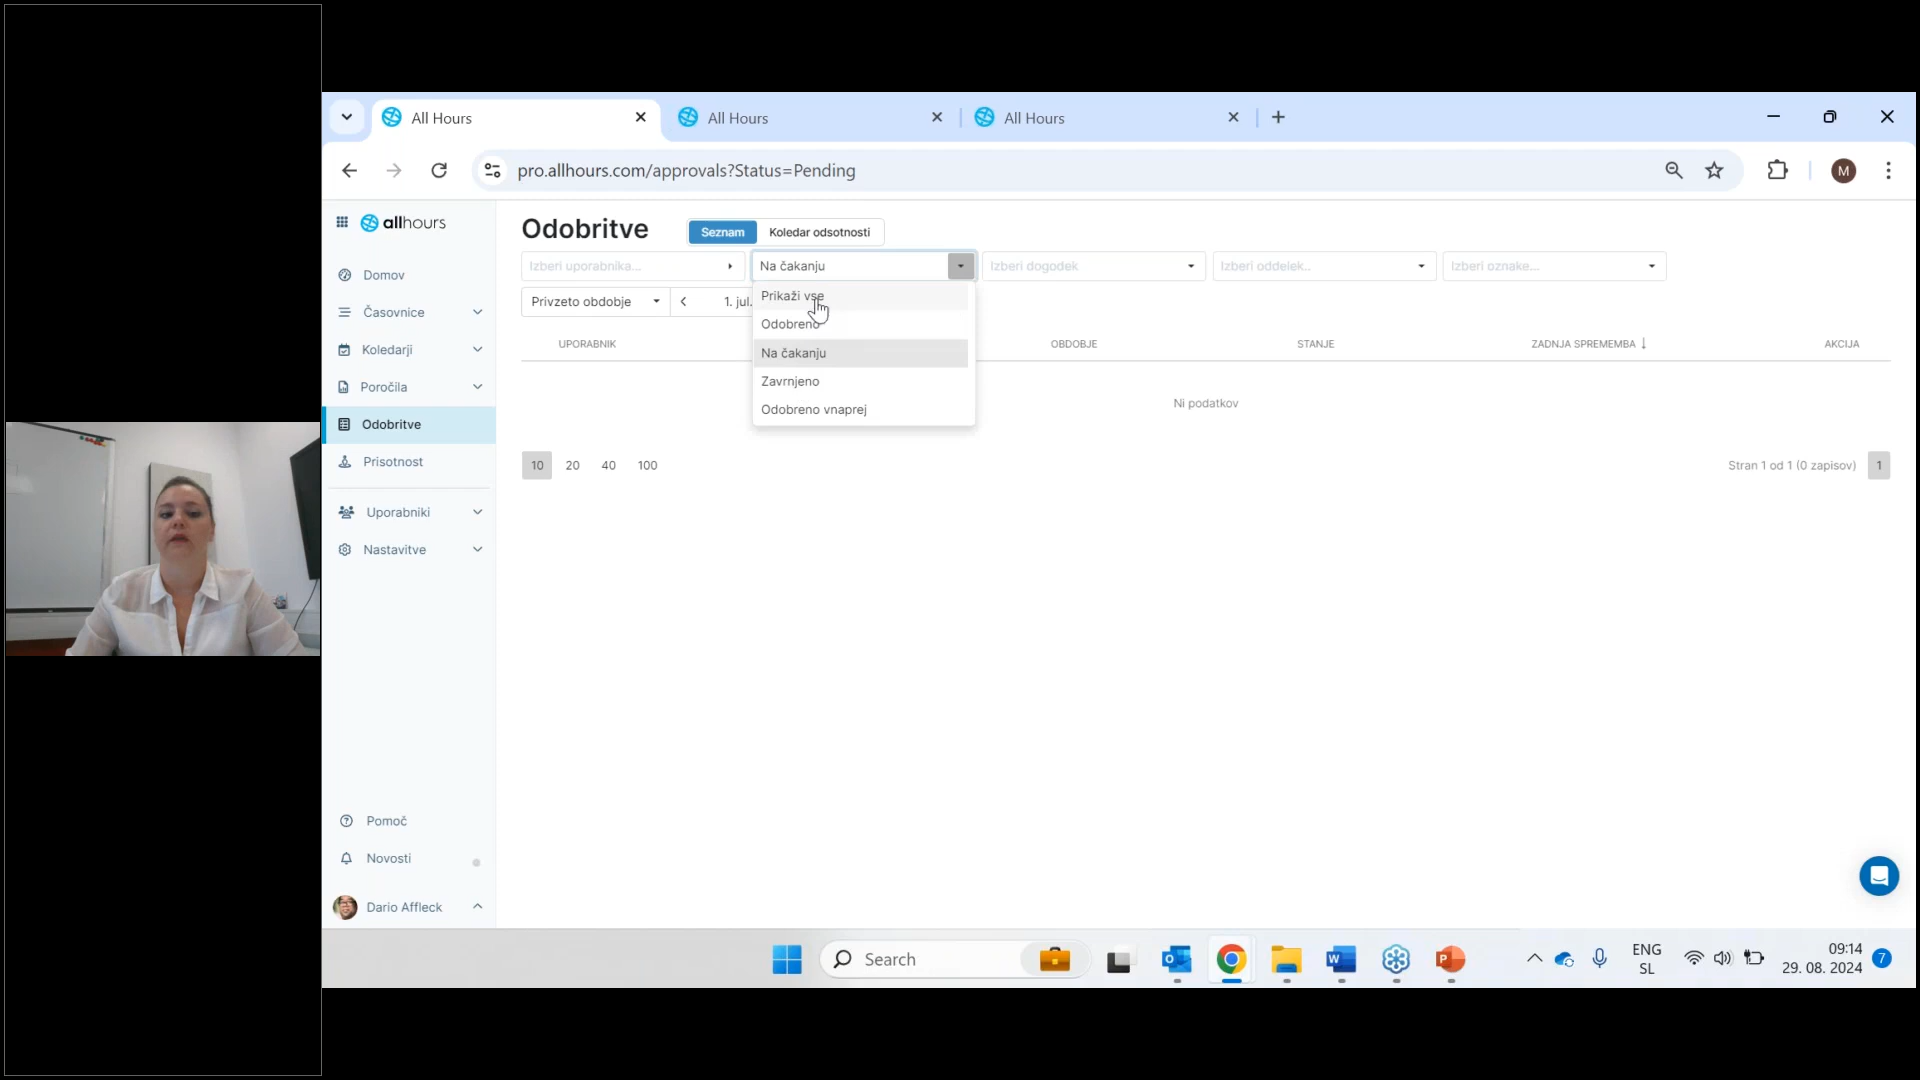 All Hours
All Hours
All Hours
pro.allhours.com/approvals?Status=Pending
M
allhours
Odobritve
Seznam
Koledar odsotnosti
Izberi uporabnika...
Na čakanju
Izberi dogodek
Izberi oddelek..
Izberi oznake...
Privzeto obdobje
1. jul.
Prikaži vse
Odobreno
Na čakanju
Zavrnjeno
Odobreno vnaprej
UPORABNIK
OBDOBJE
STANJE
ZADNJA SPREMEMBA
AKCIJA
Ni podatkov
10
20
40
100
Stran 1 od 1 (0 zapisov)
1
Domov
Časovnice
Koledarji
Poročila
Odobritve
Prisotnost
Uporabniki
Nastavitve
Pomoč
Novosti
Dario Affleck
Search
ENG
SL
09:14
29. 08. 2024
7